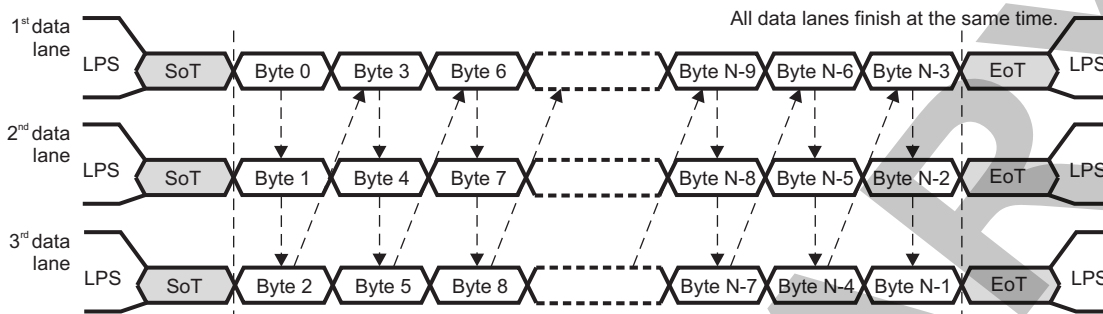 All data lanes finish at the same time.
1st data lane
LPS SoT Byte 0 Byte 3 Byte 6 Byte N-9 Byte N-6 Byte N-3 EoT LPS
2nd data lane
LPS SoT Byte 1 Byte 4 Byte 7 Byte N-8 Byte N-5 Byte N-2 EoT LPS
3rd data lane
LPS SoT Byte 2 Byte 5 Byte 8 Byte N-7 Byte N-4 Byte N-1 EoT LPS